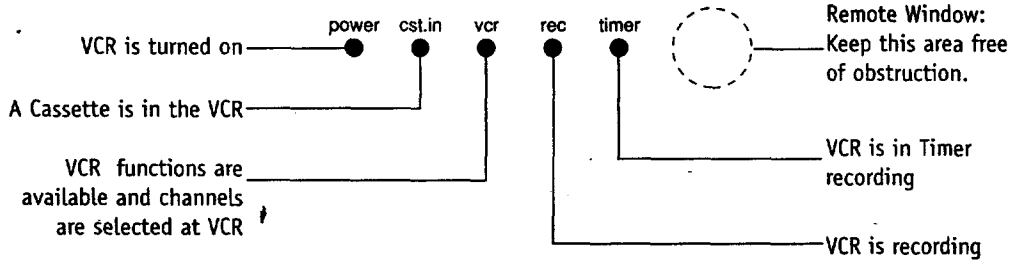 power cst.in vcr rec timer
VCR is turned on
A Cassette is in the VCR
VCR functions are
available and channels
are selected at VCR
Remote Window:
Keep this area free
of obstruction.
VCR is in Timer
recording
VCR is recording